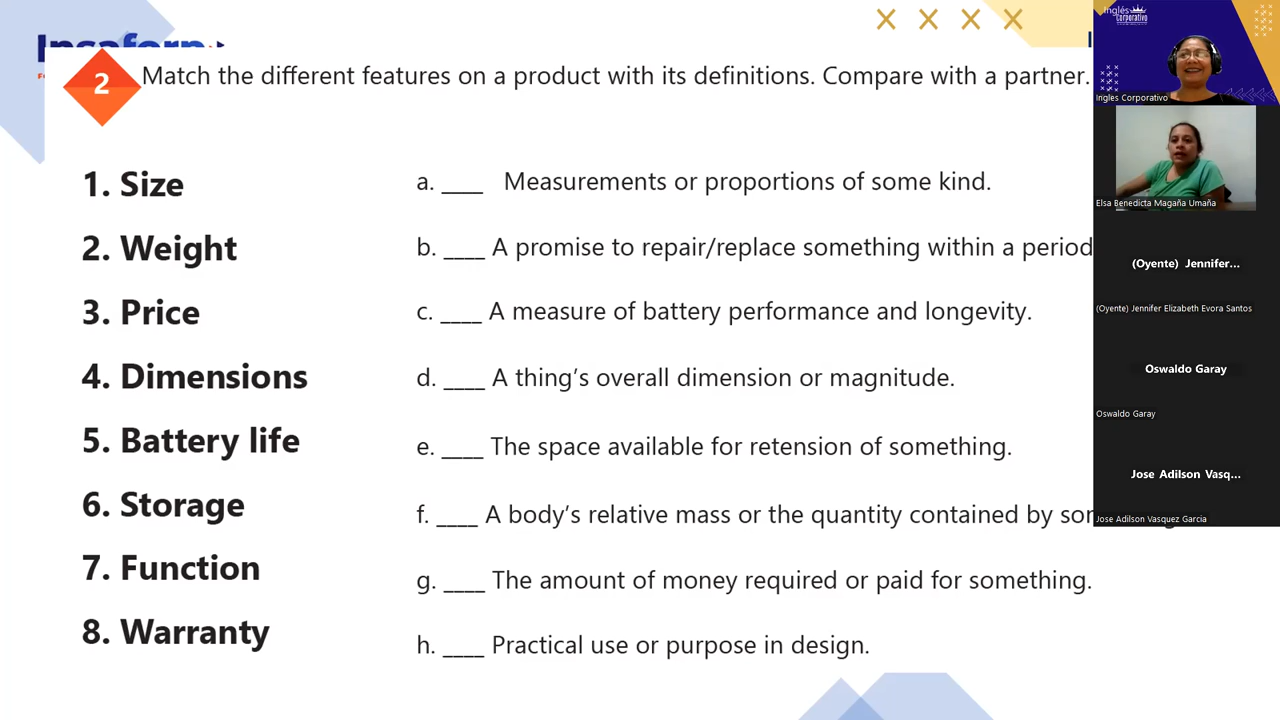 Insaforp
2
Match the different features on a product with its definitions. Compare with a partner.
1. Size
2. Weight
3. Price
4. Dimensions
5. Battery life
6. Storage
7. Function
8. Warranty
a. ____ Measurements or proportions of some kind.
b. ____ A promise to repair/replace something within a period
c. ____ A measure of battery performance and longevity.
d. ____ A thing's overall dimension or magnitude.
e. ____ The space available for retension of something.
f. ____ A body's relative mass or the quantity contained by
g. ____ The amount of money required or paid for something.
h. ____ Practical use or purpose in design.
Inglés
Corporativo
Ingles Corporativo
Elsa Benedicta Magaña Umaña
(Oyente) Jennifer...
(Oyente) Jennifer Elizabeth Evora Santos
Oswaldo Garay
Oswaldo Garay
Jose Adilson Vasq...
Jose Adilson Vasquez Garcia